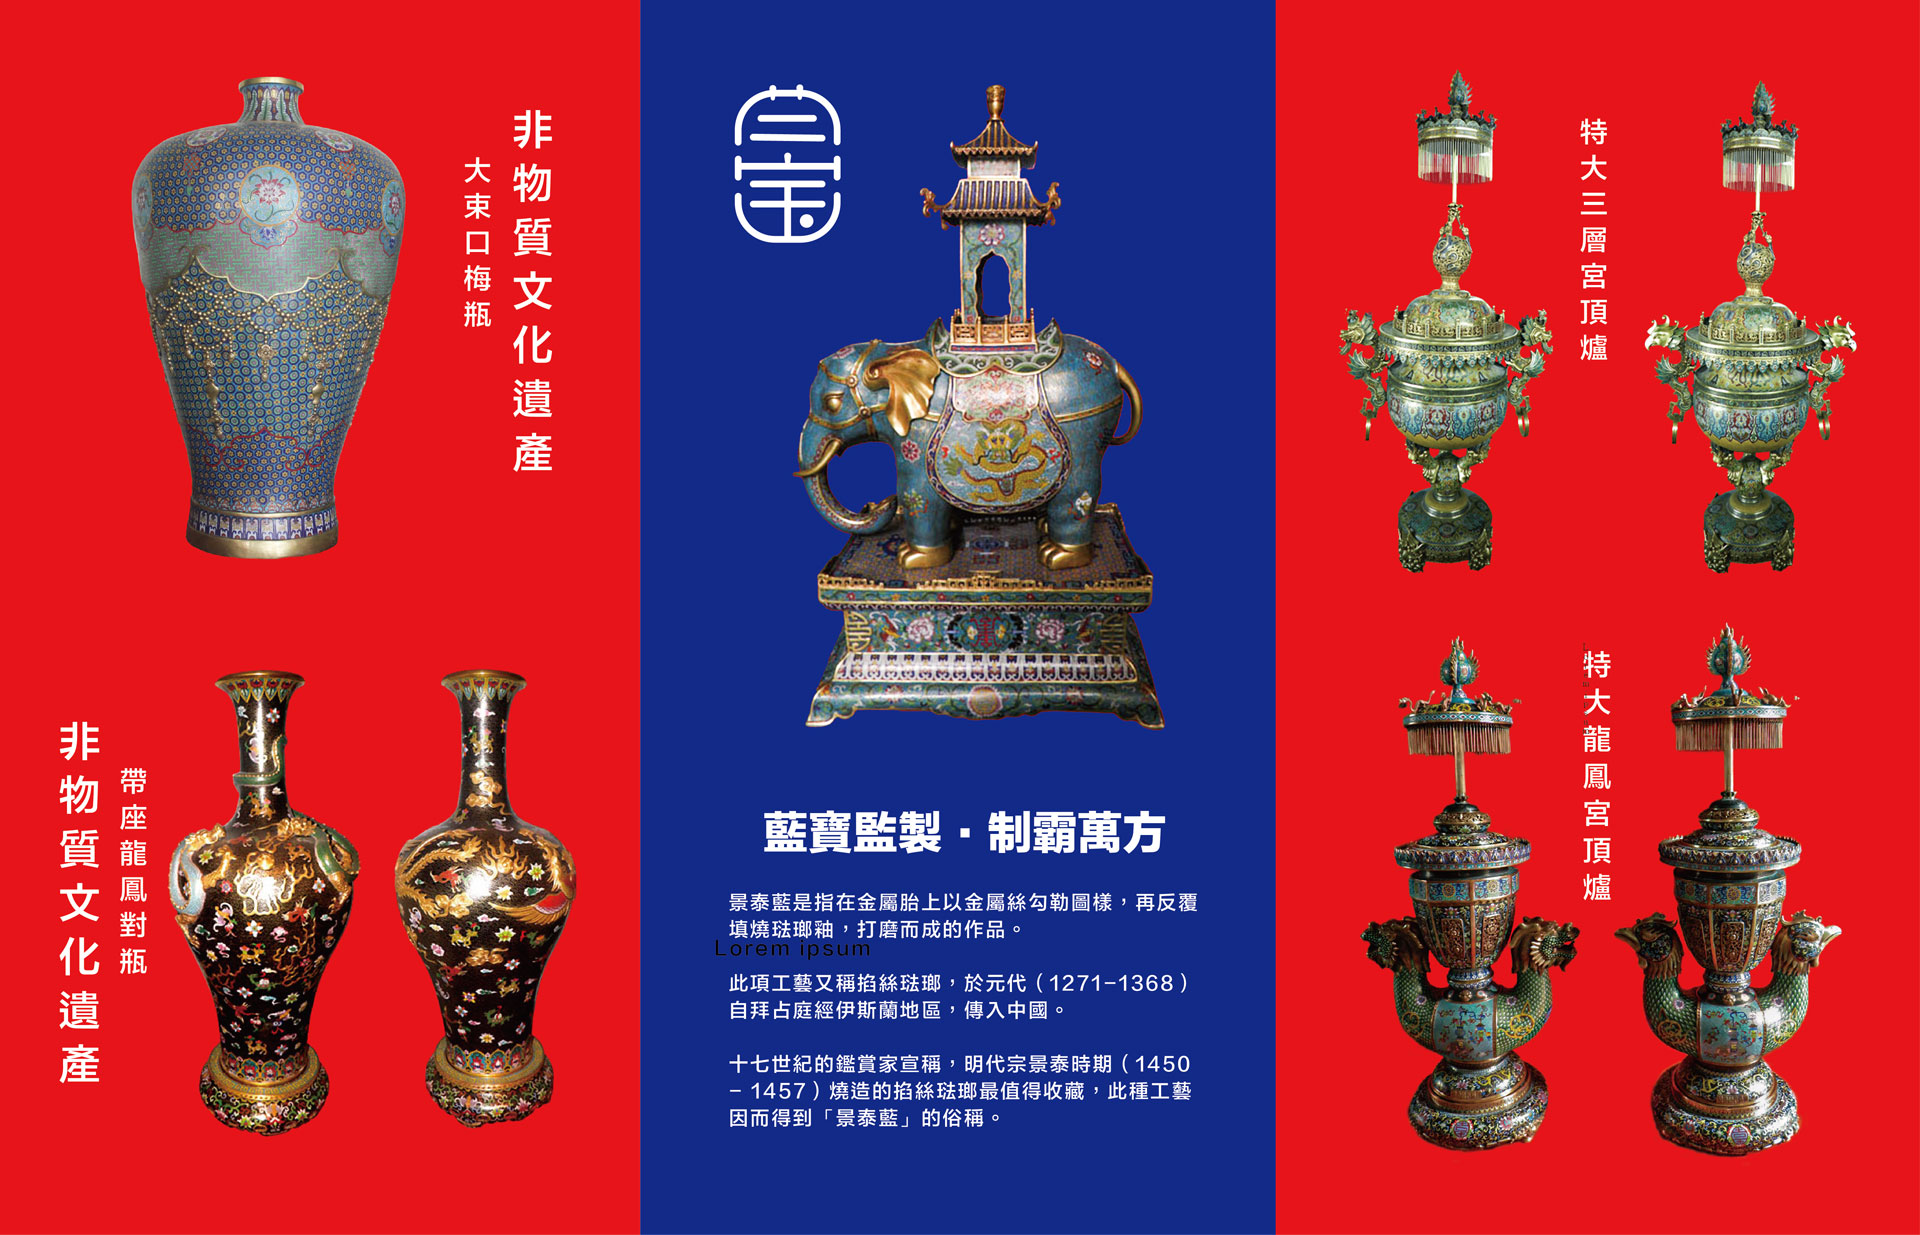 非物質文化遺產
大束口梅瓶
非物質文化遺產
帶座龍鳳對瓶
藍寶監製·制霸萬方
景泰藍是指在金屬胎上以金屬絲勾勒圖樣，再反覆
填燒琺瑯釉，打磨而成的作品。
Lorem ipsum
此項工藝又稱掐絲琺瑯，於元代（1271-1368）
自拜占庭經伊斯蘭地區，傳入中國。
十七世紀的鑑賞家宣稱，明代宗景泰時期（1450
- 1457）燒造的掐絲琺瑯最值得收藏，此種工藝
因而得到「景泰藍」的俗稱。
特大三層宮頂爐
特大龍鳳宮頂爐